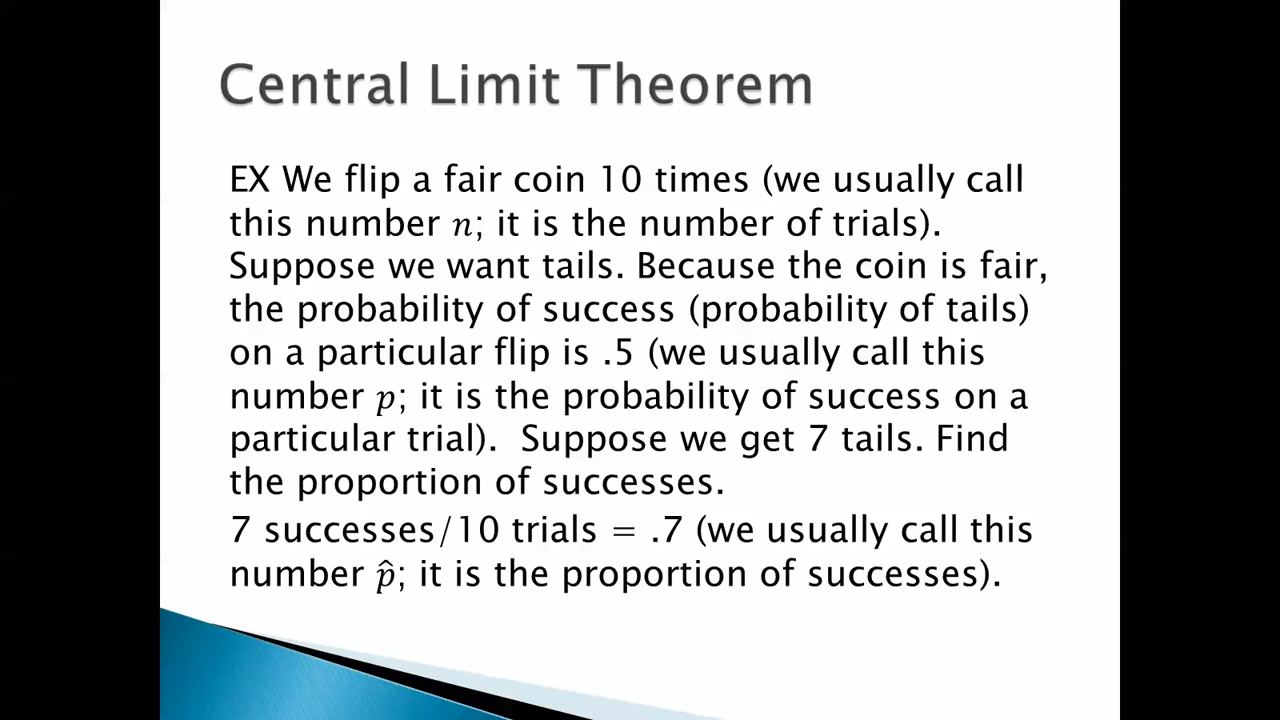 Central Limit Theorem
EX We flip a fair coin 10 times (we usually call
this number n; it is the number of trials).
Suppose we want tails. Because the coin is fair,
the probability of success (probability of tails)
on a particular flip is .5 (we usually call this
number p; it is the probability of success on a
particular trial).  Suppose we get 7 tails. Find
the proportion of successes.
7 successes/10 trials = .7 (we usually call this
number p̂; it is the proportion of successes).